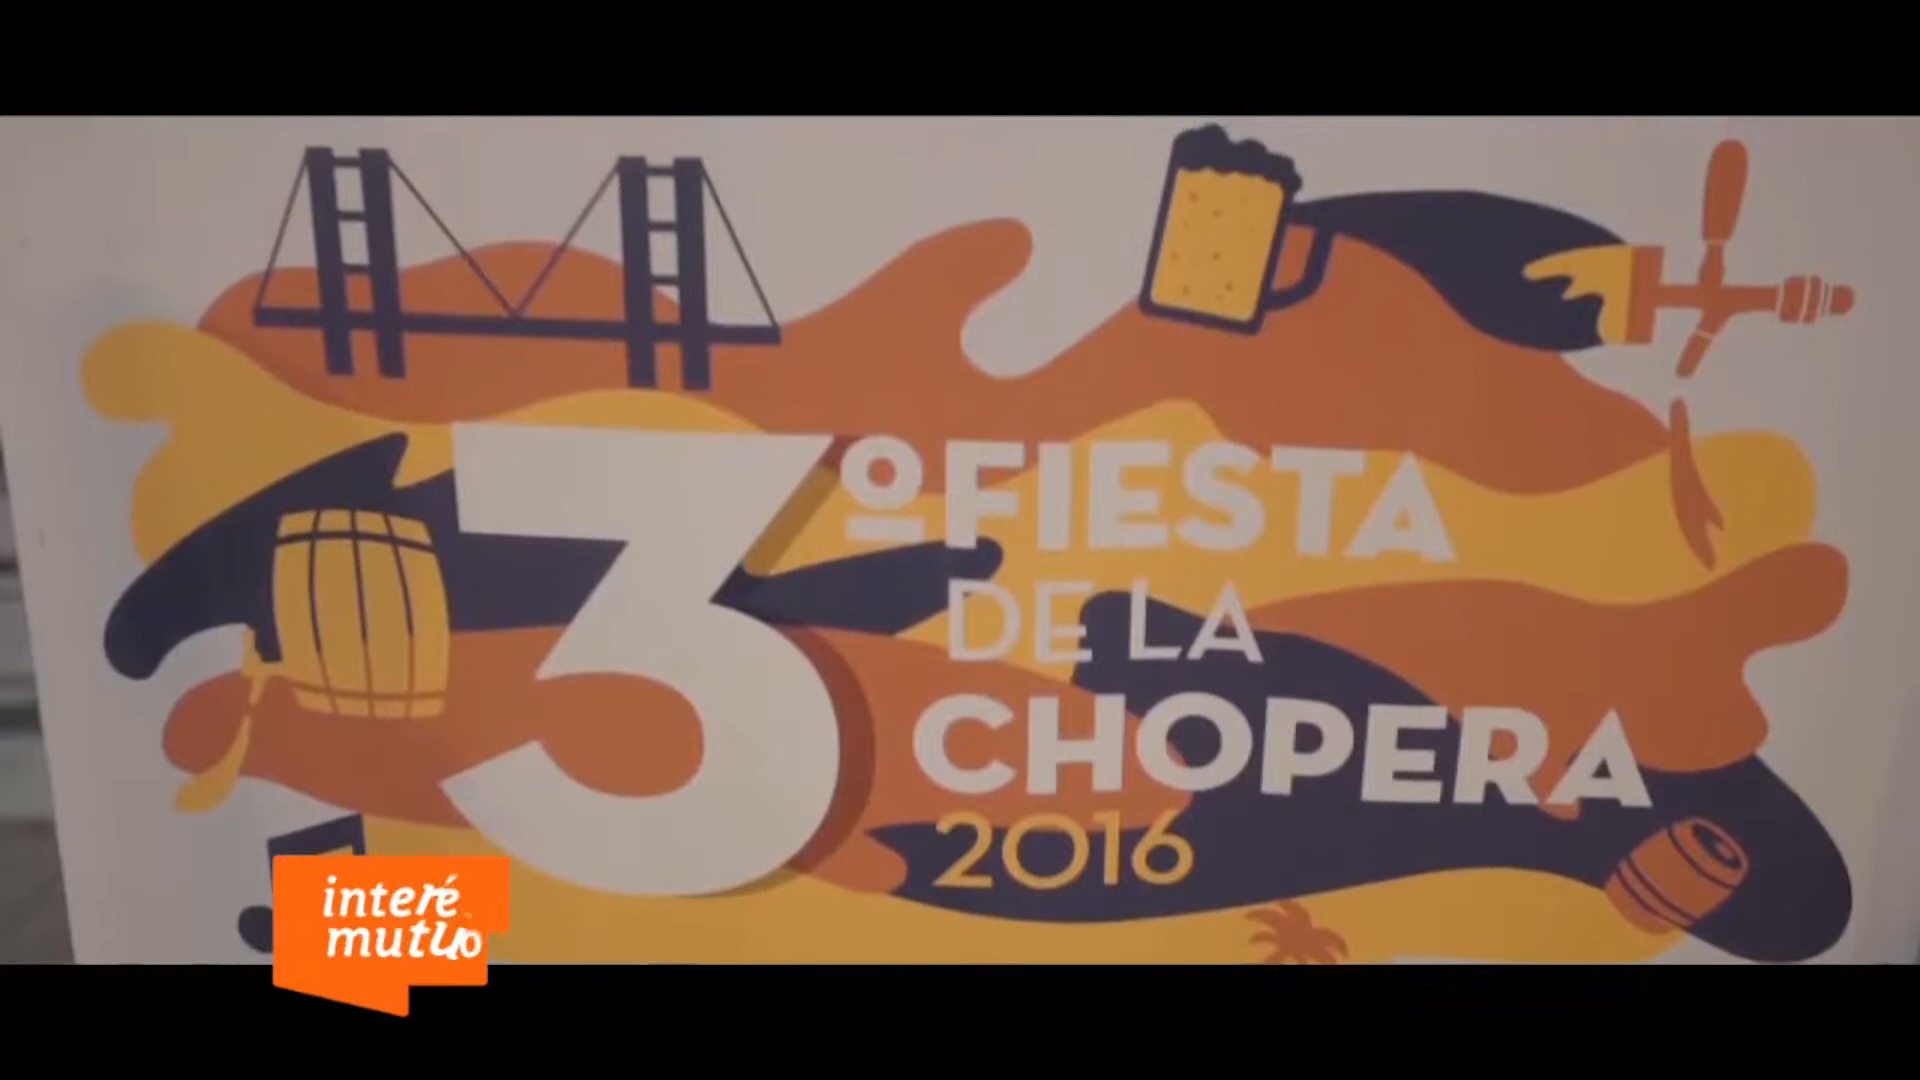 3º FIESTA
DE LA
CHOPERA
2016
interé
mutuo